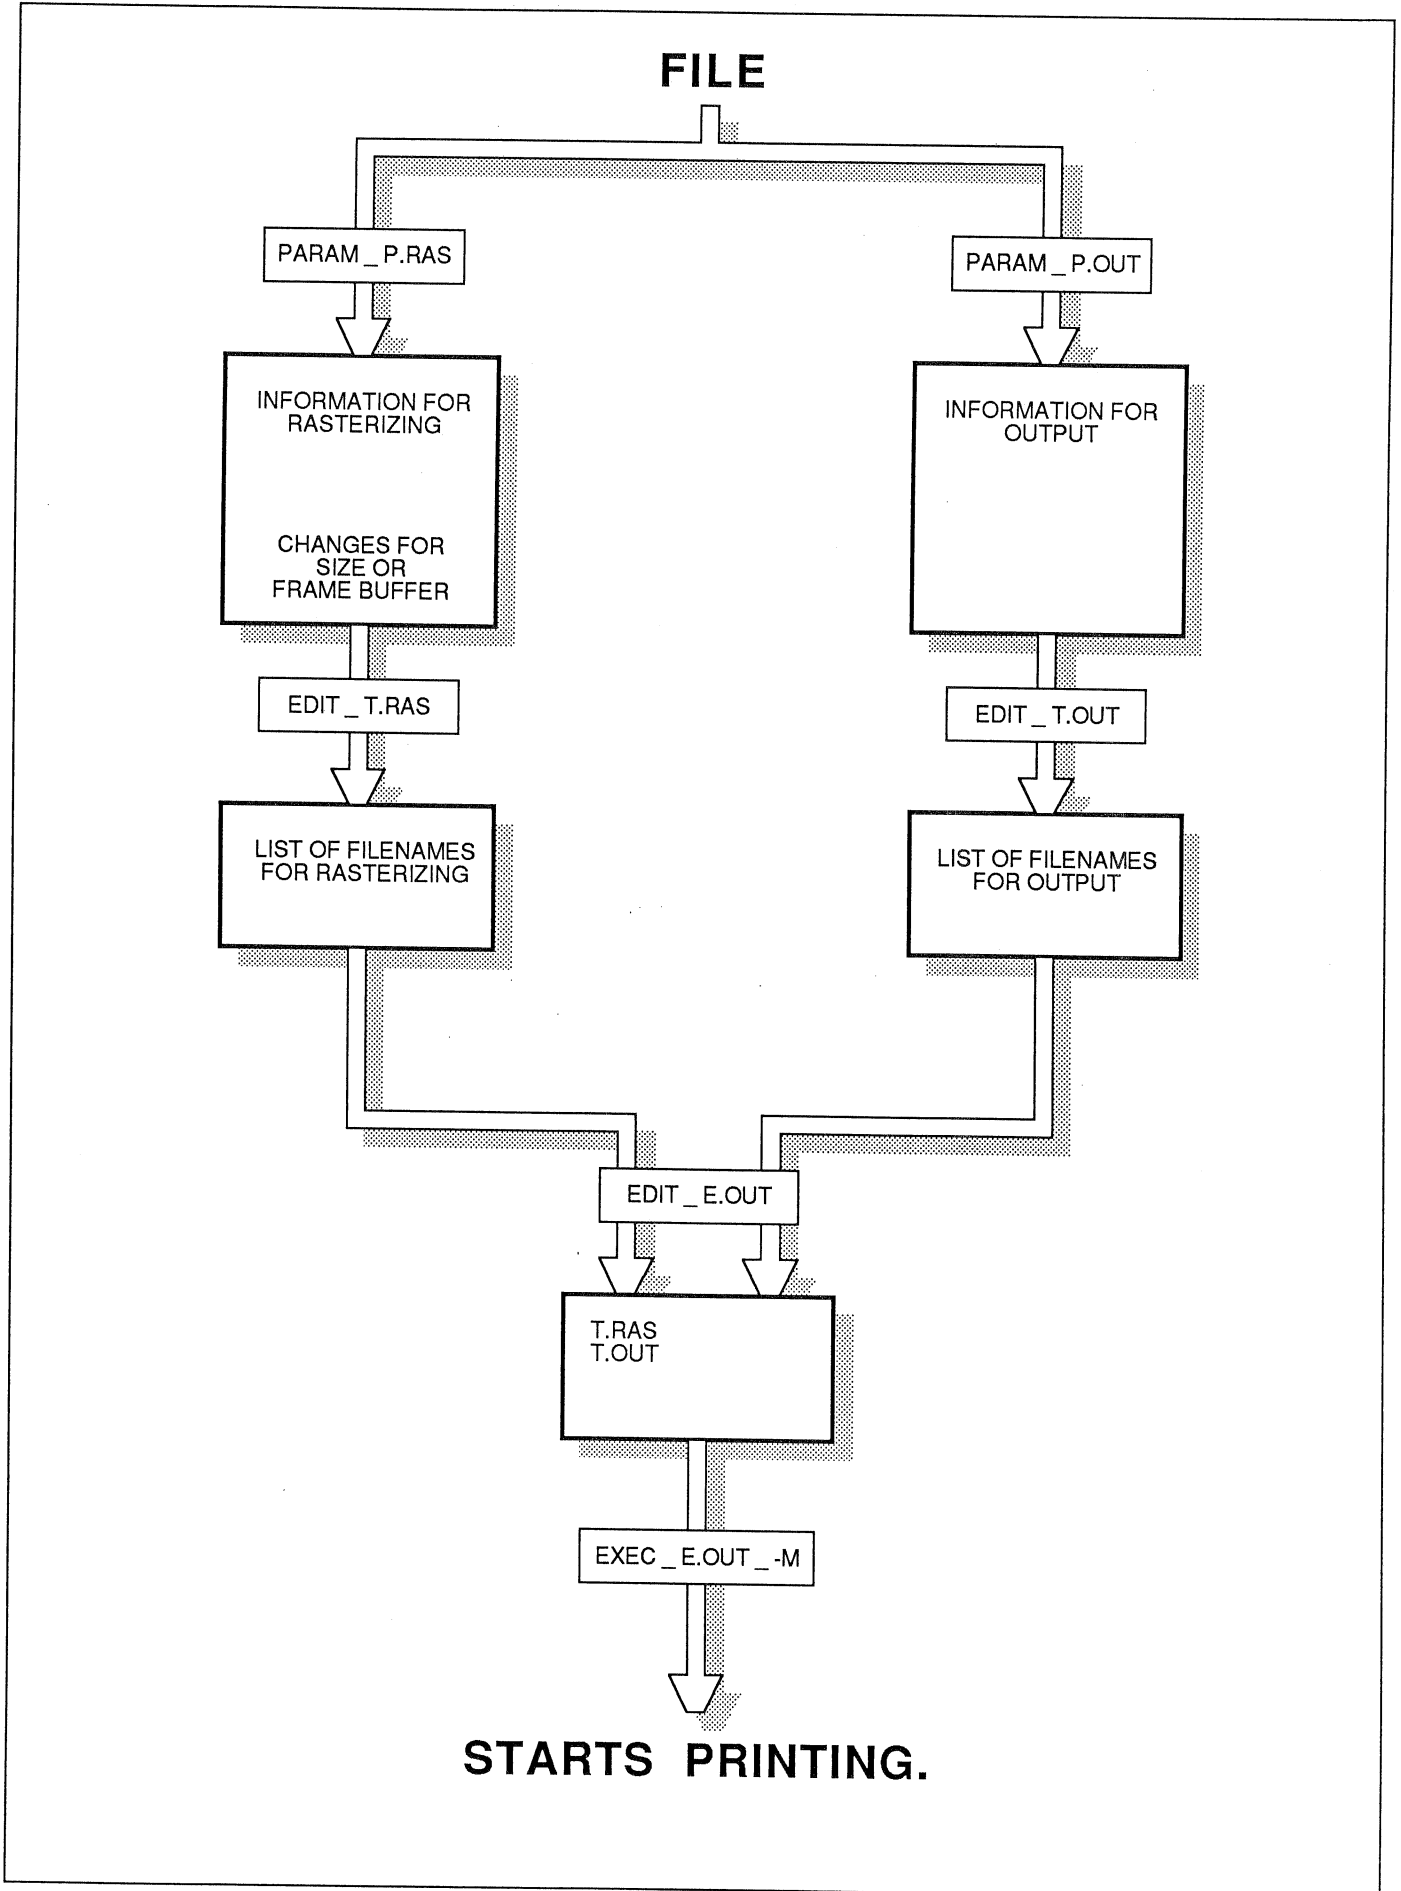 FILE
PARAM _ P.RAS
PARAM _ P.OUT
INFORMATION FOR
RASTERIZING
CHANGES FOR
SIZE OR
FRAME BUFFER
INFORMATION FOR
OUTPUT
EDIT _ T.RAS
EDIT _ T.OUT
LIST OF FILENAMES
FOR RASTERIZING
LIST OF FILENAMES
FOR OUTPUT
EDIT _ E.OUT
T.RAS
T.OUT
EXEC _ E.OUT _ -M
STARTS PRINTING.